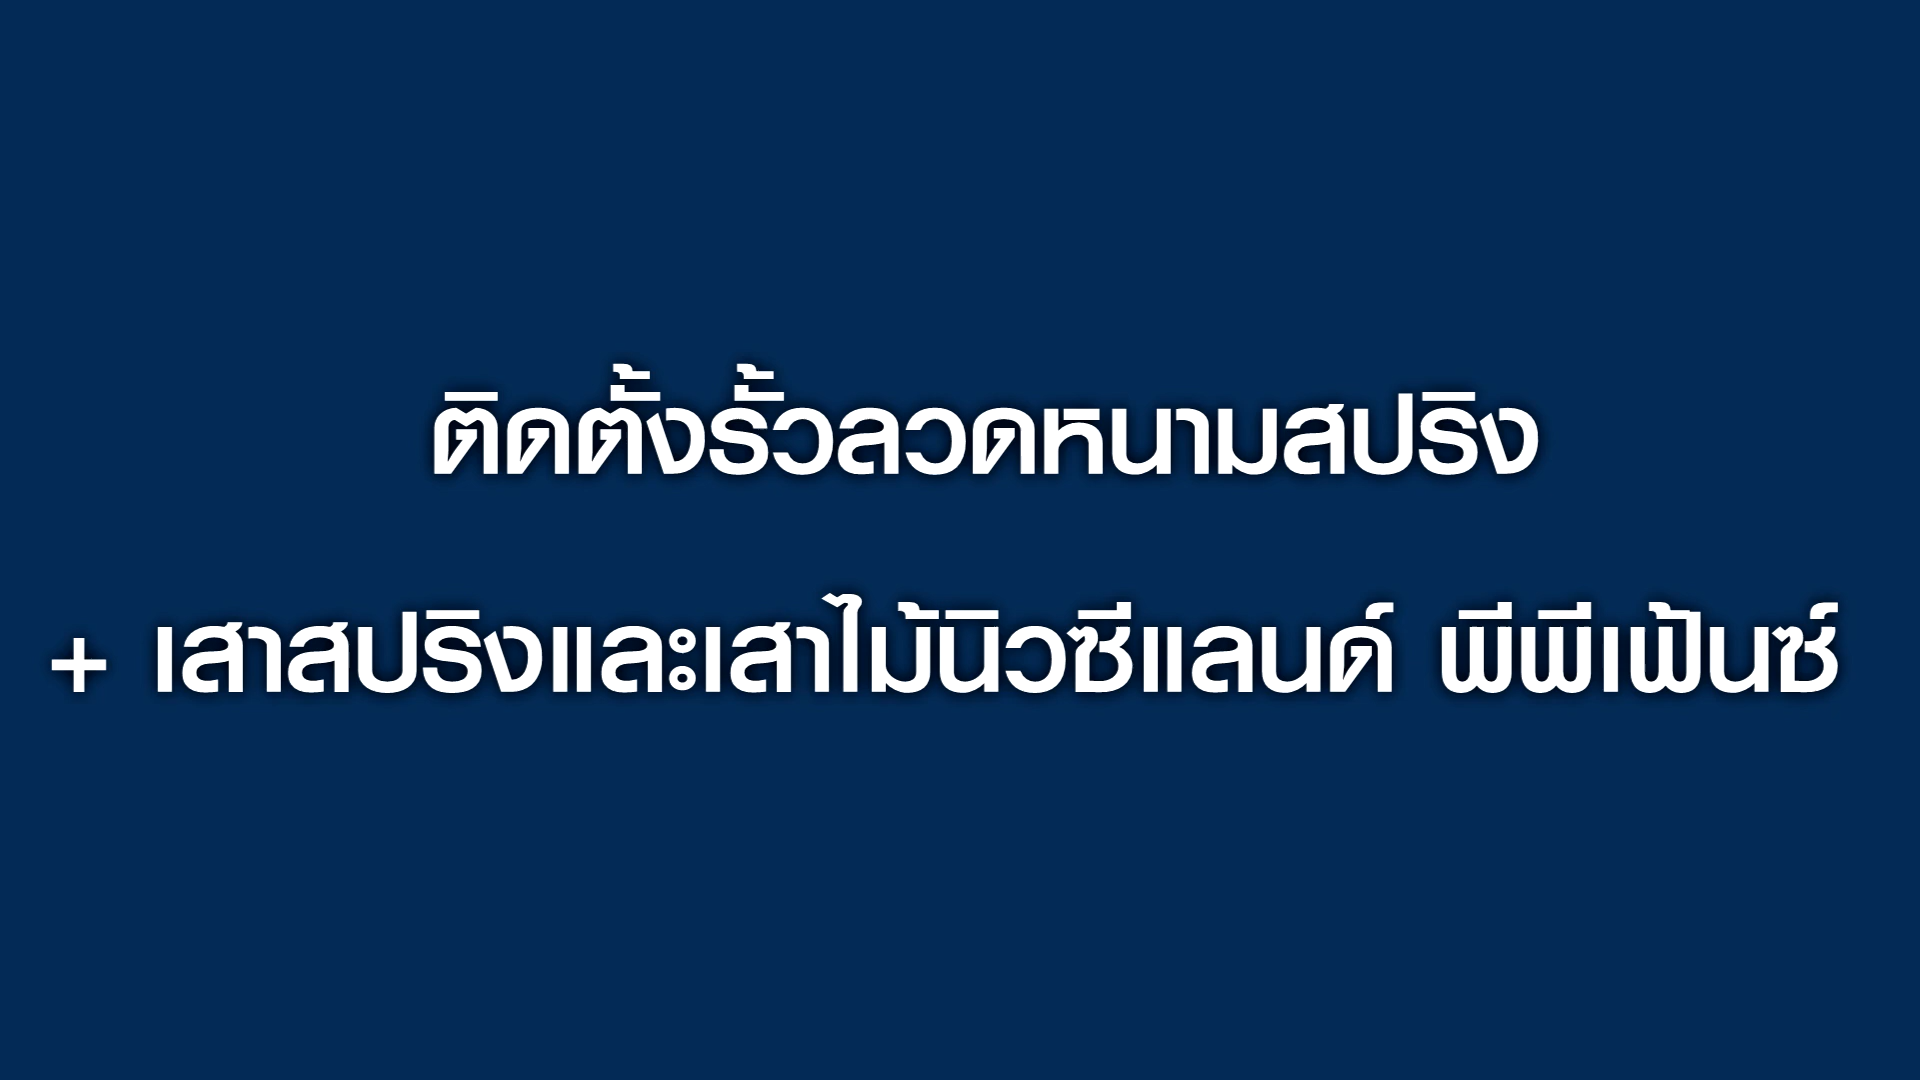 ติดตั้งรั้วลวดหนามสปริง
+ เสาสปริงและเสาไม้นิวซีแลนด์ พีพีเฟ้นซ์